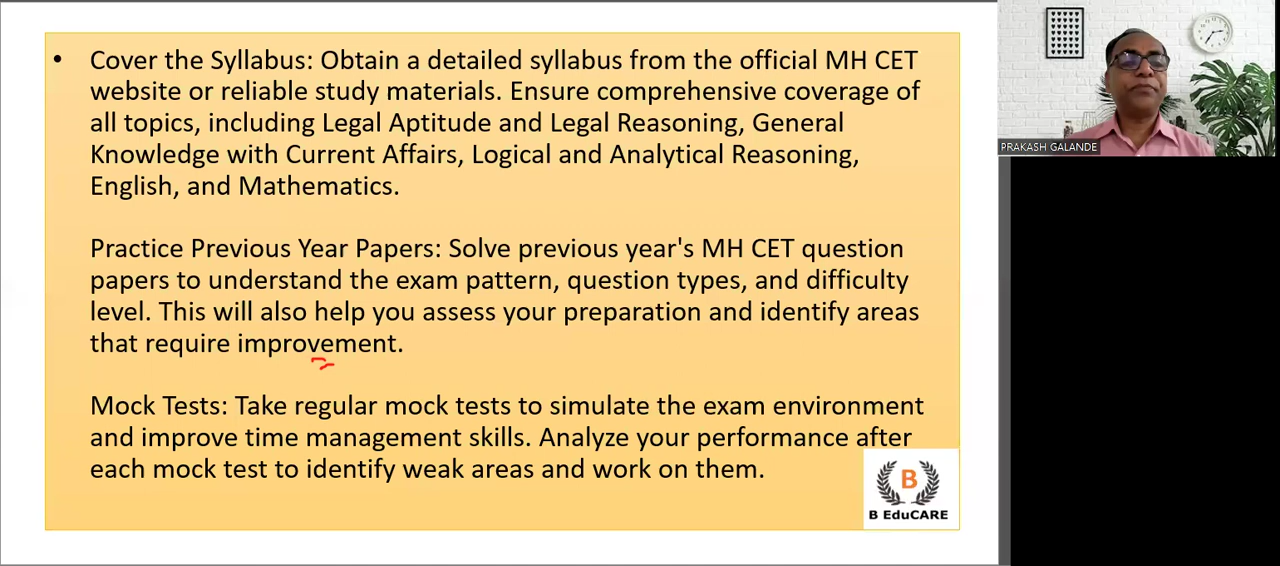 • Cover the Syllabus: Obtain a detailed syllabus from the official MH CET
website or reliable study materials. Ensure comprehensive coverage of
all topics, including Legal Aptitude and Legal Reasoning, General
Knowledge with Current Affairs, Logical and Analytical Reasoning,
English, and Mathematics.
Practice Previous Year Papers: Solve previous year's MH CET question
papers to understand the exam pattern, question types, and difficulty
level. This will also help you assess your preparation and identify areas
that require improvement.
Mock Tests: Take regular mock tests to simulate the exam environment
and improve time management skills. Analyze your performance after
each mock test to identify weak areas and work on them.
B
B EduCARE
PRAKASH GALANDE